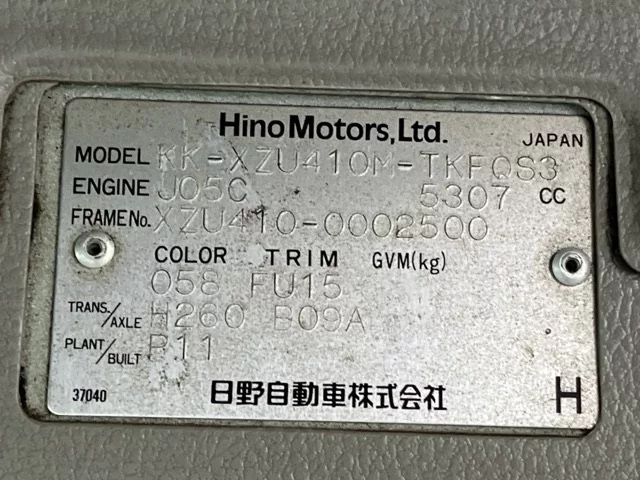 Hino Motors, Ltd.
JAPAN
MODEL KK-XZU410M-TKFQS3
ENGINE J05C 5307 CC
FRAME No. XZU410-0002500
COLOR TRIM GVM(kg)
058 FU15
TRANS./AXLE H260 B09A
PLANT/BUILT P11
37040 日野自動車株式会社 H